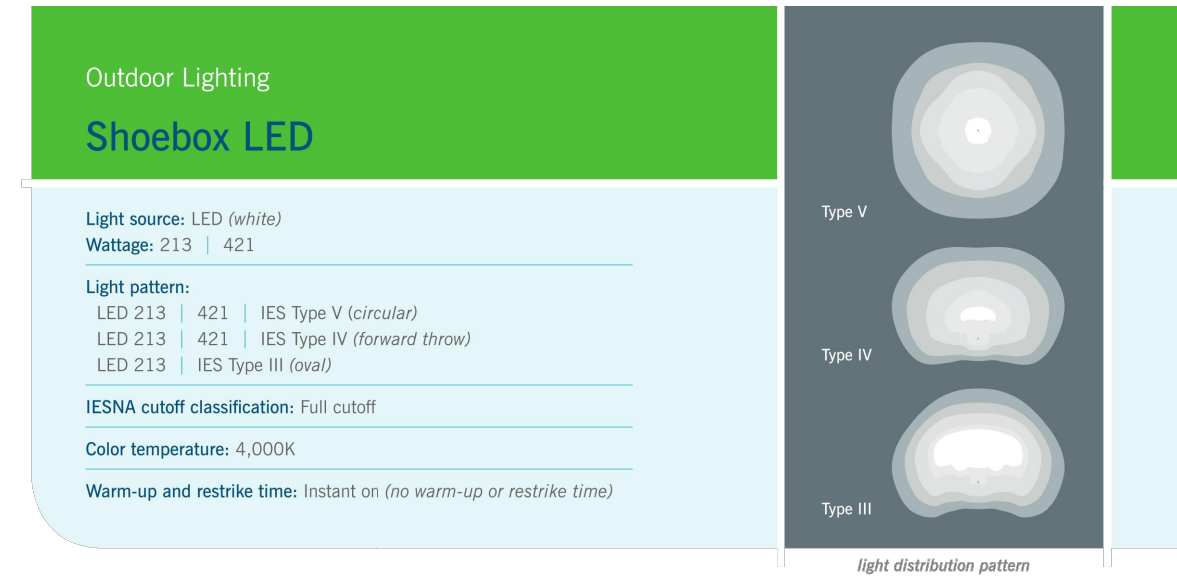 Outdoor Lighting
Shoebox LED
Light source: LED (white)
Wattage: 213 | 421
Light pattern:
LED 213 | 421 | IES Type V (circular)
LED 213 | 421 | IES Type IV (forward throw)
LED 213 | IES Type III (oval)
IESNA cutoff classification: Full cutoff
Color temperature: 4,000K
Warm-up and restrike time: Instant on (no warm-up or restrike time)
Type V
Type IV
Type III
light distribution pattern